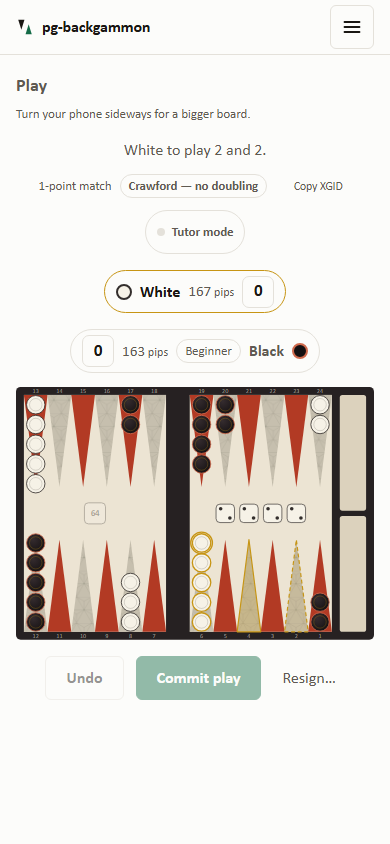 pg-backgammon
Play
Turn your phone sideways for a bigger board.
White to play 2 and 2.
1-point match Crawford — no doubling Copy XGID
Tutor mode
White 167 pips 0
0 163 pips Beginner Black
13 14 15 16 17 18 19 20 21 22 23 24
64
12 11 10 9 8 7 6 5 4 3 2 1
Undo Commit play Resign...